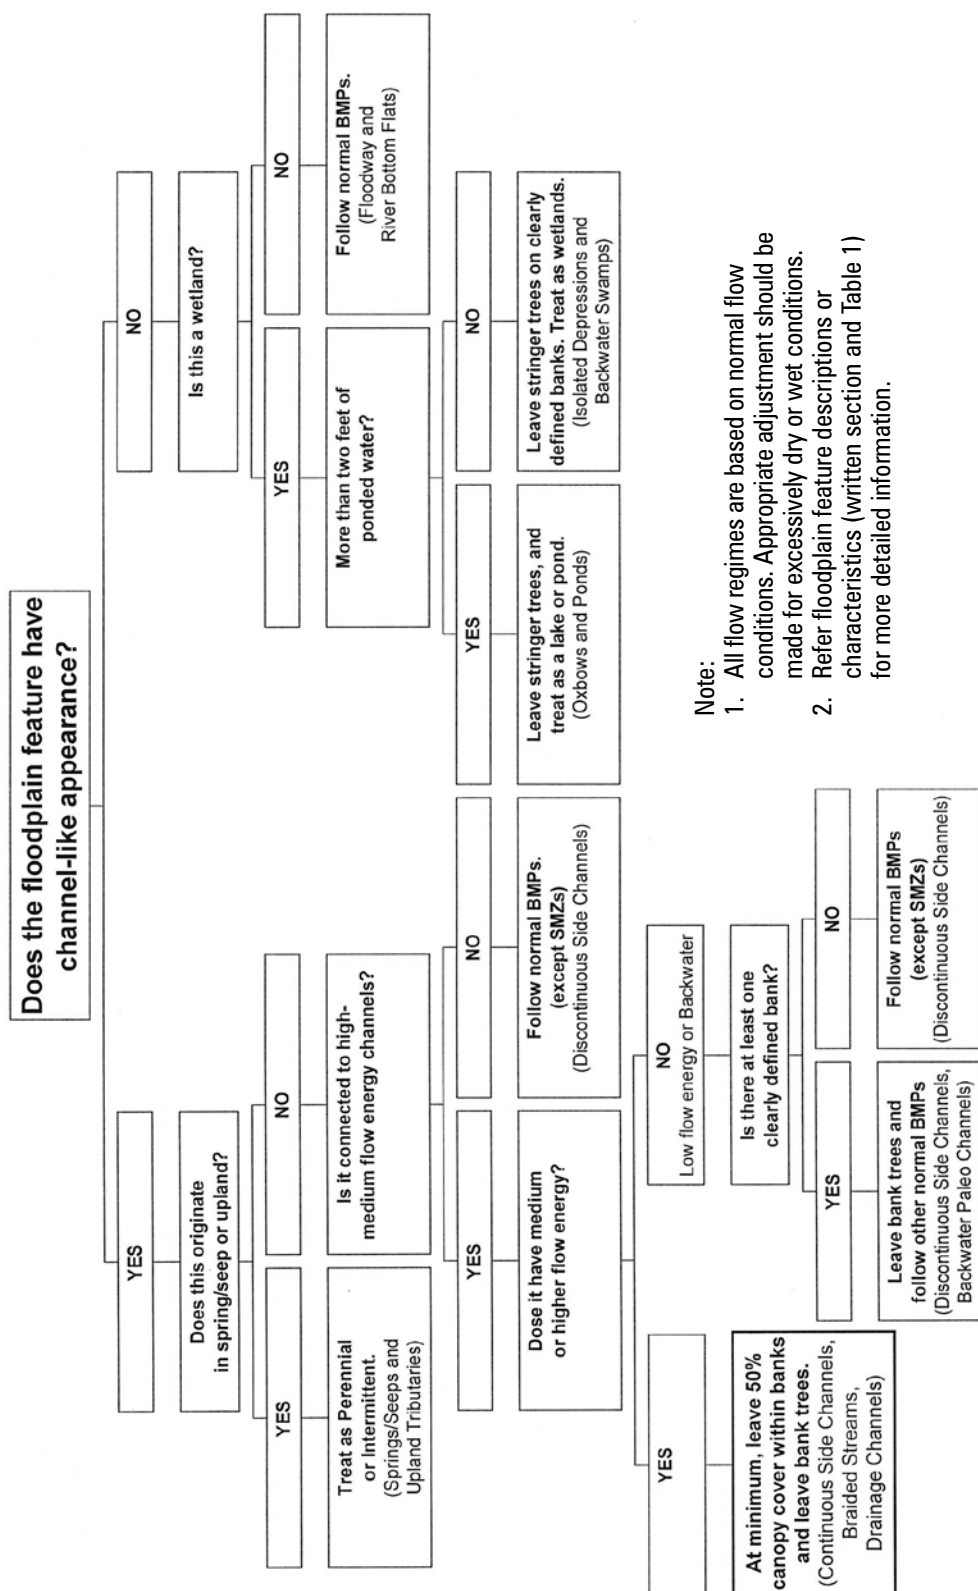 Does the floodplain feature have
channel-like appearance?
YES
NO
Does this originate
in spring/seep or upland?
Is this a wetland?
YES
NO
YES
NO
Treat as Perennial
or Intermittent.
(Springs/Seeps and
Upland Tributaries)
Is it connected to high-
medium flow energy channels?
More than two feet of
ponded water?
Follow normal BMPs.
(Floodway and
River Bottom Flats)
YES
NO
YES
NO
Dose it have medium
or higher flow energy?
Follow normal BMPs.
(except SMZs)
(Discontinuous Side Channels)
Leave stringer trees, and
treat as a lake or pond.
(Oxbows and Ponds)
Leave stringer trees on clearly
defined banks. Treat as wetlands.
(Isolated Depressions and
Backwater Swamps)
YES
NO
Low flow energy or Backwater
At minimum, leave 50%
canopy cover within banks
and leave bank trees.
(Continuous Side Channels,
Braided Streams,
Drainage Channels)
Is there at least one
clearly defined bank?
YES
NO
Leave bank trees and
follow other normal BMPs
(Discontinuous Side Channels,
Backwater Paleo Channels)
Follow normal BMPs
(except SMZs)
(Discontinuous Side Channels)
Note:
1. All flow regimes are based on normal flow
conditions. Appropriate adjustment should be
made for excessively dry or wet conditions.
2. Refer floodplain feature descriptions or
characteristics (written section and Table 1)
for more detailed information.